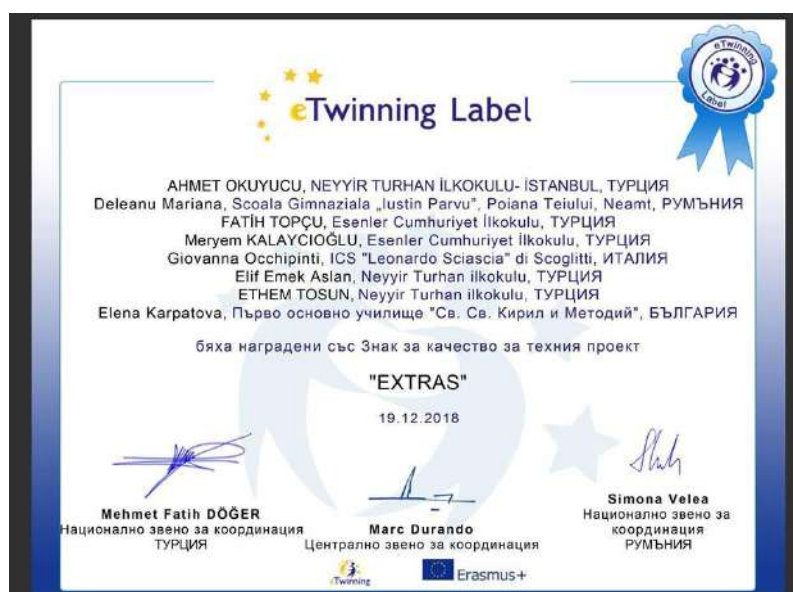 eTwinning
Label
eTwinning Label
AHMET OKUYUCU, NEYYİR TURHAN İLKOKULU- İSTANBUL, ТУРЦИЯ
Deleanu Mariana, Scoala Gimnaziala „Iustin Parvu", Poiana Teiului, Neamt, РУМЪНИЯ
FATİH TOPÇU, Esenler Cumhuriyet İlkokulu, ТУРЦИЯ
Meryem KALAYCIOĞLU, Esenler Cumhuriyet İlkokulu, ТУРЦИЯ
Giovanna Occhipinti, ICS "Leonardo Sciascia" di Scoglitti, ИТАЛИЯ
Elif Emek Aslan, Neyyir Turhan ilkokulu, ТУРЦИЯ
ETHEM TOSUN, Neyyir Turhan ilkokulu, ТУРЦИЯ
Elena Karpatova, Първо основно училище "Св. Св. Кирил и Методий", БЪЛГАРИЯ
бяха наградени със Знак за качество за техния проект
"EXTRAS"
19.12.2018
Mehmet Fatih DÖĞER
Национално звено за координация
ТУРЦИЯ
Marc Durando
Централно звено за координация
Simona Velea
Национално звено за
координация
РУМЪНИЯ
eTwinning
Erasmus+